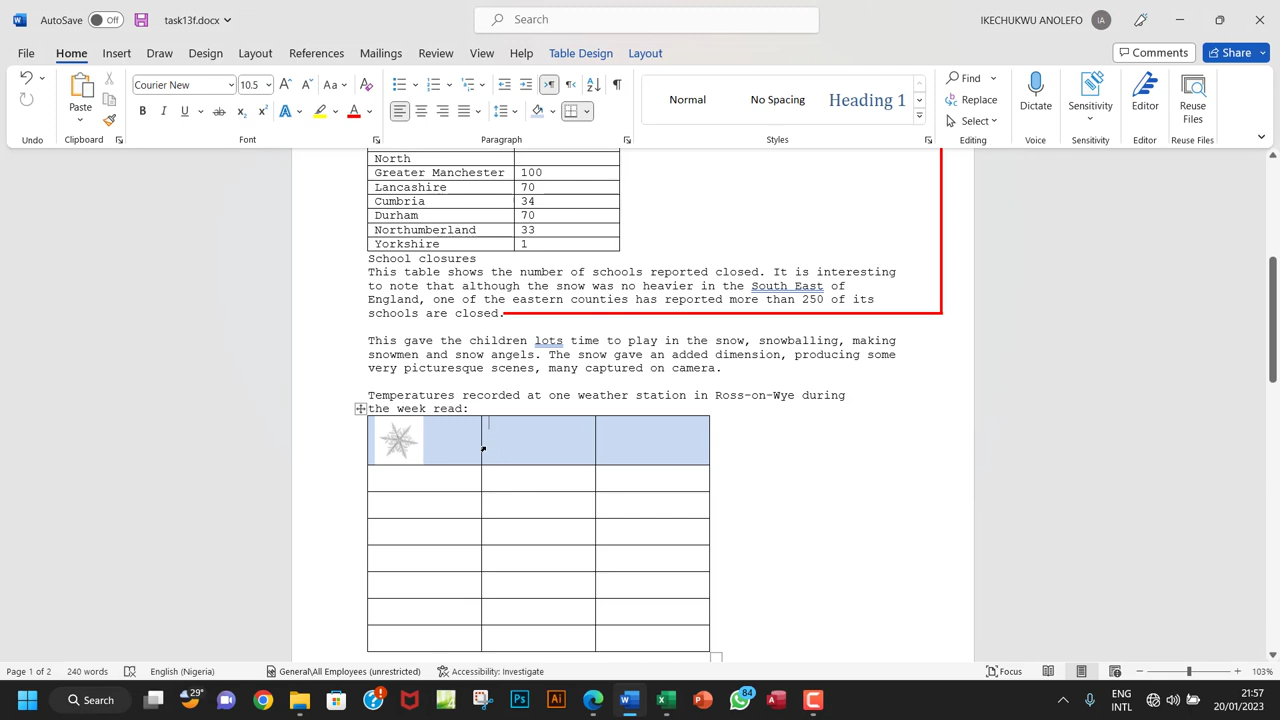 AutoSave Off task13f.docx Search IKECHUKWU ANOLEFO IA
File Home Insert Draw Design Layout References Mailings Review View Help Table Design Layout Comments Share
Paste Courier New 10.5 A A Aa Normal No Spacing Heading 1 Find Replace Select Dictate Sensitivity Editor Reuse Files
B I U ab x₂ x² A A
Undo Clipboard Font Paragraph Styles Editing Voice Sensitivity Editor Reuse Files
North
Greater Manchester 100
Lancashire 70
Cumbria 34
Durham 70
Northumberland 33
Yorkshire 1
School closures
This table shows the number of schools reported closed. It is interesting
to note that although the snow was no heavier in the South East of
England, one of the eastern counties has reported more than 250 of its
schools are closed.
This gave the children lots time to play in the snow, snowballing, making
snowmen and snow angels. The snow gave an added dimension, producing some
very picturesque scenes, many captured on camera.
Temperatures recorded at one weather station in Ross-on-Wye during
the week read:
Page 1 of 2 240 words English (Nigeria) General\All Employees (unrestricted) Accessibility: Investigate Focus 103%
Search 29° Ps Ai 84 ENG INTL 21:57 20/01/2023